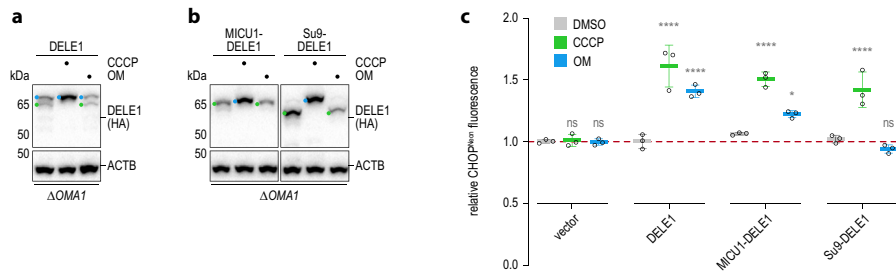 a
DELE1
CCCP
OM
kDa
65
DELE1
(HA)
50
50
ACTB
ΔOMA1
b
MICU1-
DELE1
Su9-
DELE1
CCCP
OM
kDa
65
DELE1
(HA)
50
50
ACTB
ΔOMA1
c
relative CHOPNeon fluorescence
2.0
1.5
1.0
0.5
0.0
DMSO
CCCP
OM
ns
ns
****
****
****
*
****
ns
vector
DELE1
MICU1-DELE1
Su9-DELE1